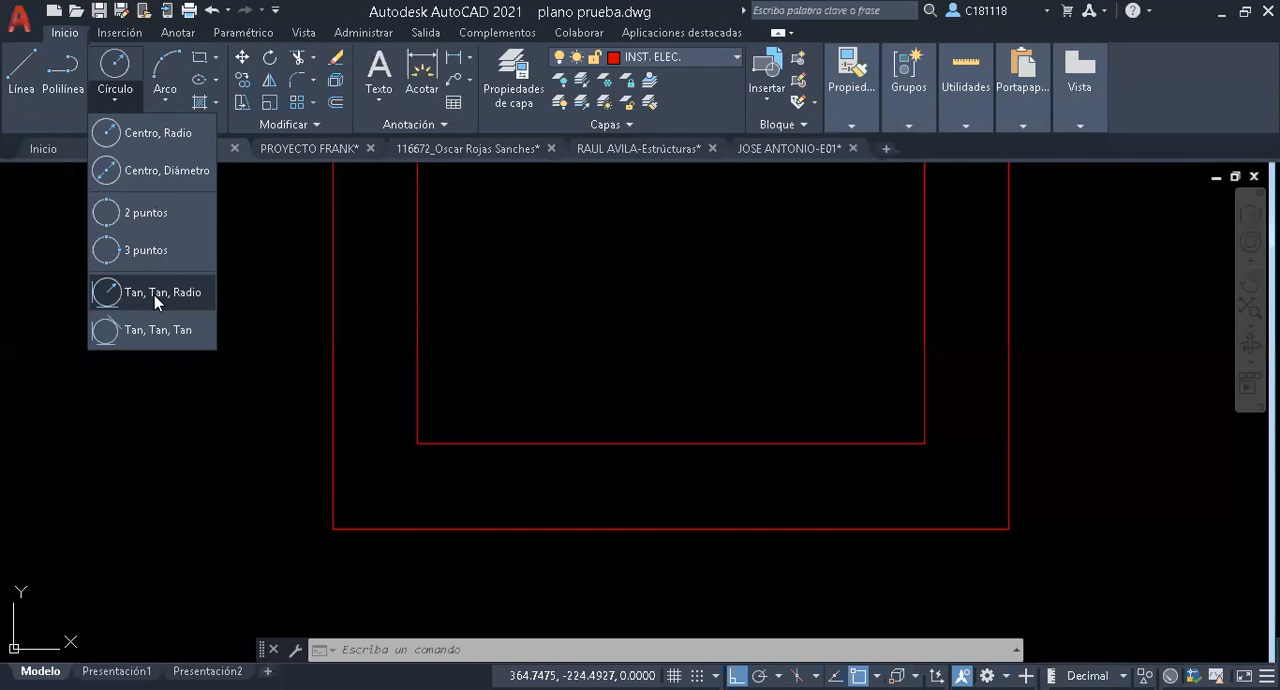 Autodesk AutoCAD 2021 plano prueba.dwg
Escriba palabra clave o frase
C181118
Inicio Inserción Anotar Paramétrico Vista Administrar Salida Complementos Colaborar Aplicaciones destacadas
Línea Polilínea Círculo Arco
Texto Acotar
Propiedades de capa
INST. ELEC.
Insertar
Propied... Grupos Utilidades Portapap... Vista
Modificar Anotación Capas Bloque
Inicio PROYECTO FRANK* 116672_Oscar Rojas Sanches* RAUL AVILA-Estrúcturas* JOSE ANTONIO-E01*
Centro, Radio
Centro, Diámetro
2 puntos
3 puntos
Tan, Tan, Radio
Tan, Tan, Tan
Y
X
Escriba un comando
Modelo Presentación1 Presentación2 364.7475, -224.4927, 0.0000 Decimal